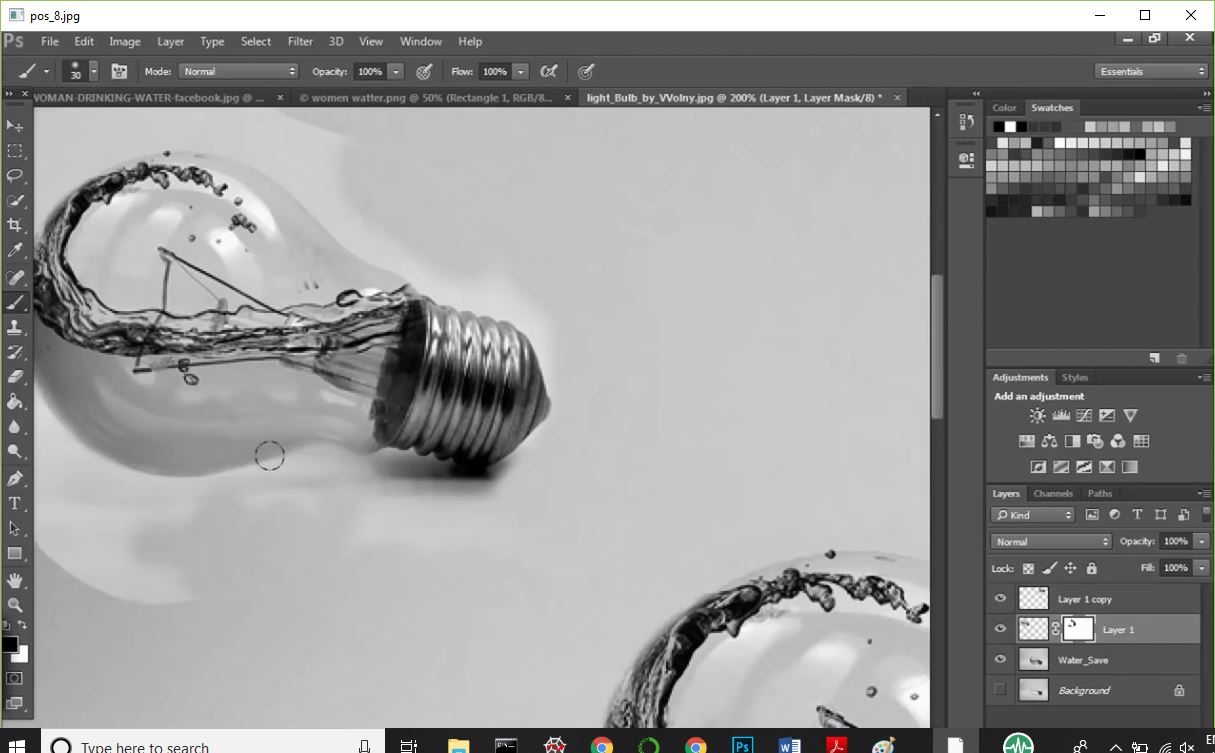 pos_8.jpg
Ps File Edit Image Layer Type Select Filter 3D View Window Help
30 Mode: Normal Opacity: 100% Flow: 100% Essentials
WOMAN-DRINKING-WATER-facebook.jpg @ ... × © women watter.png @ 50% (Rectangle 1, RGB/8... × light_Bulb_by_VVolny.jpg @ 200% (Layer 1, Layer Mask/8) * ×
Color Swatches
Adjustments Styles
Add an adjustment
Layers Channels Paths
Kind
Normal Opacity: 100%
Lock: Fill: 100%
Layer 1 copy
Layer 1
Water_Save
Background
Type here to search